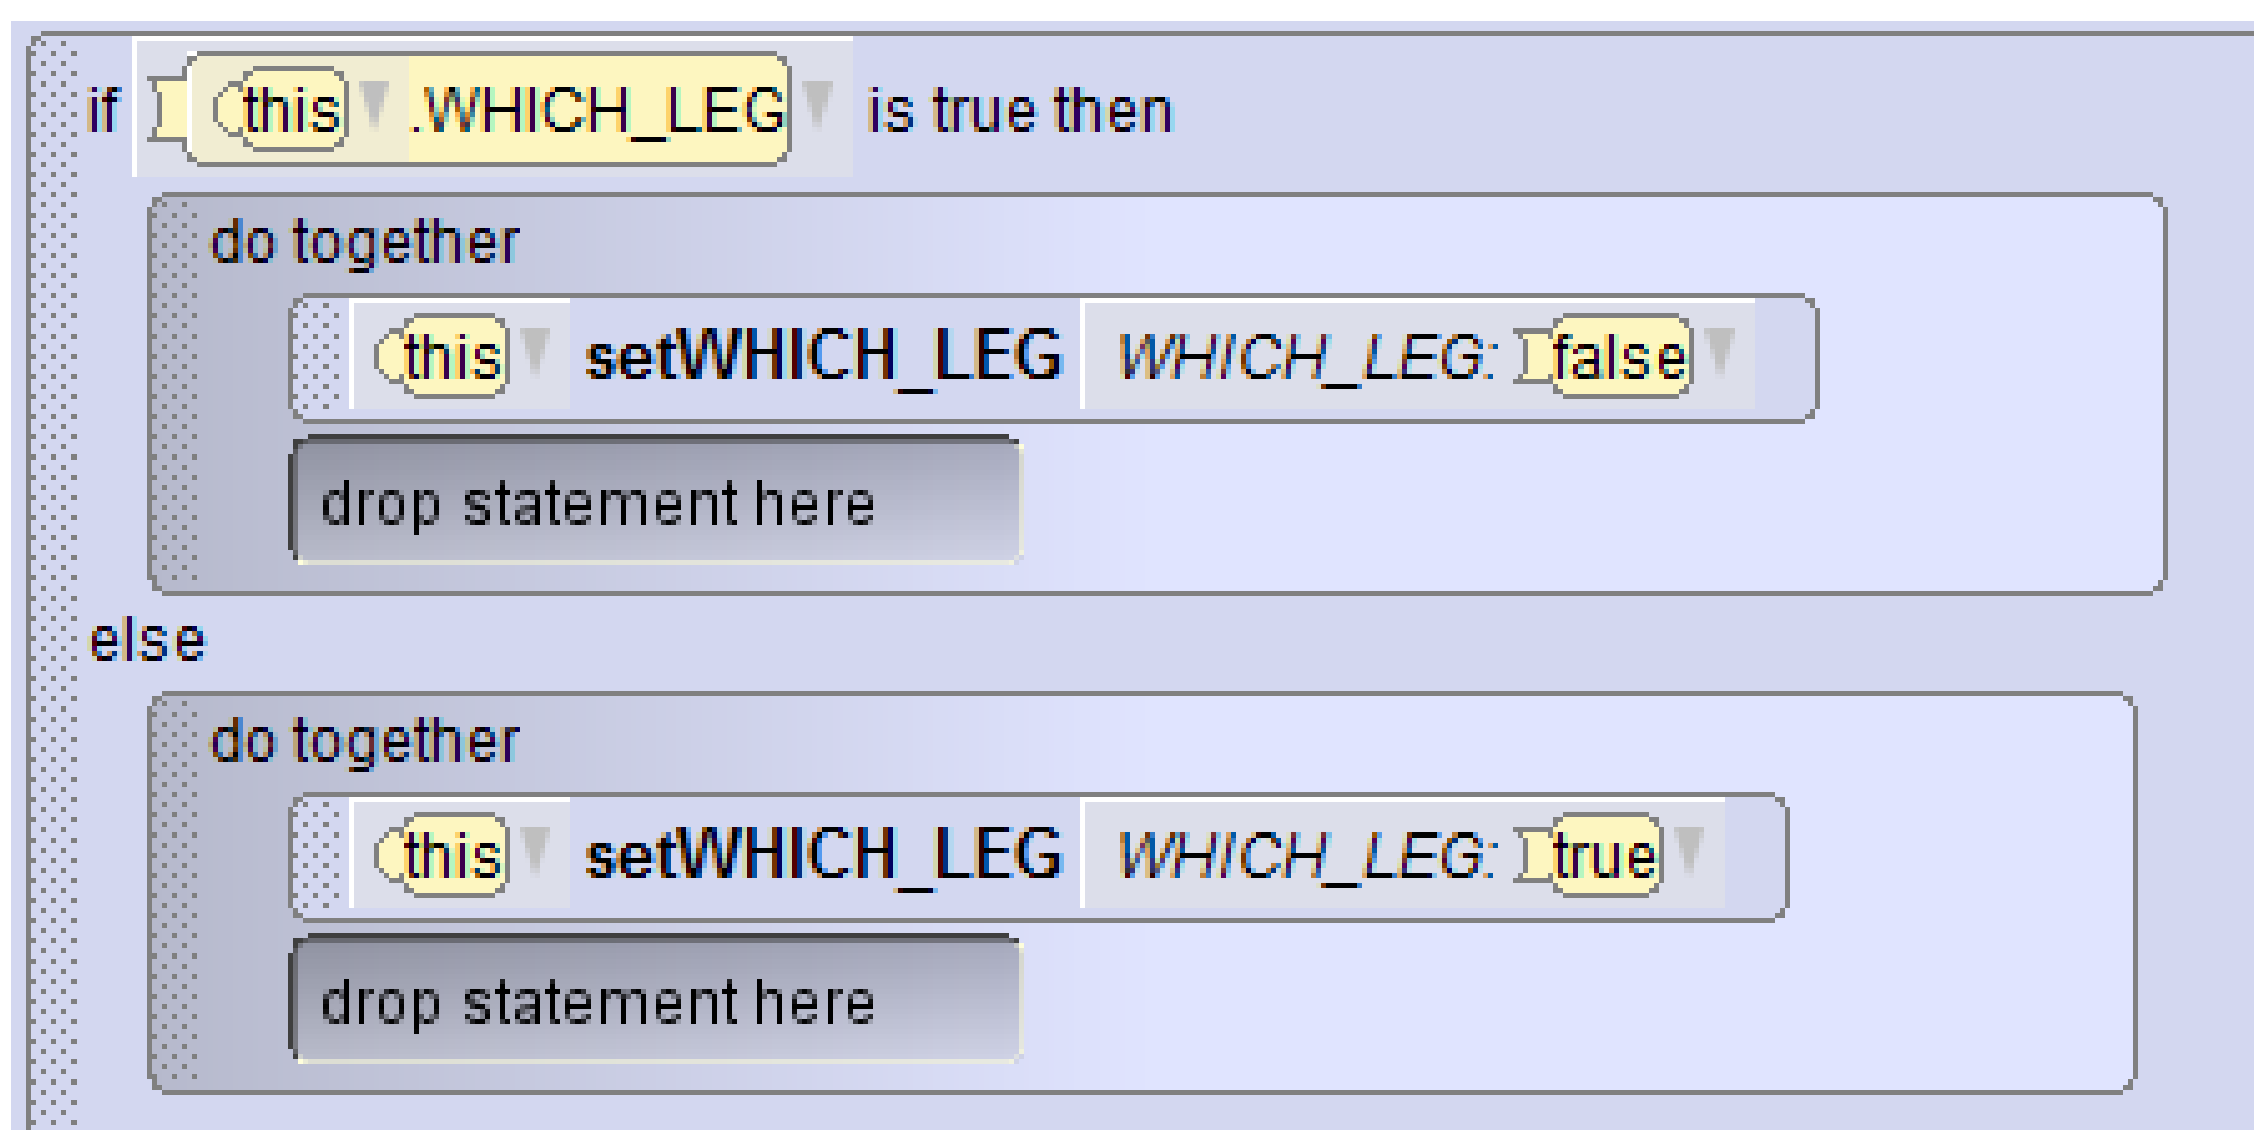 if this .WHICH_LEG is true then
do together
this setWHICH_LEG WHICH_LEG: false
drop statement here
else
do together
this setWHICH_LEG WHICH_LEG: true
drop statement here